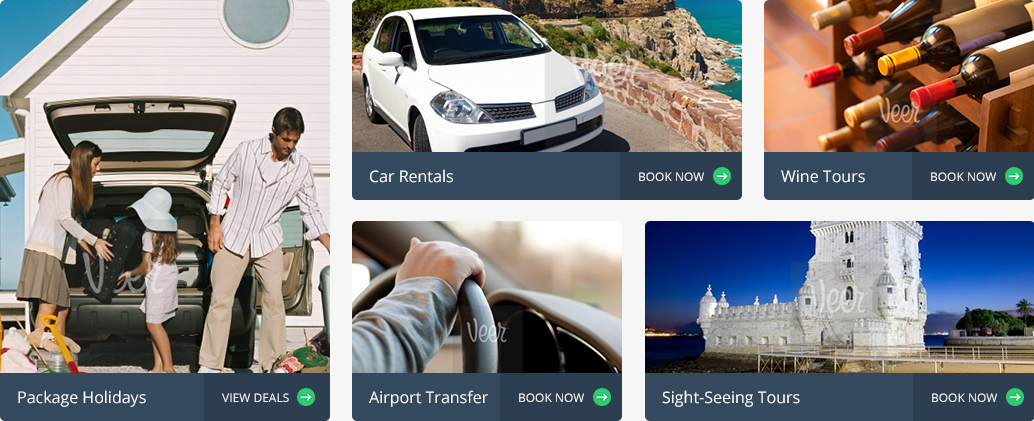 Veer
Car Rentals
BOOK NOW
Veer
Wine Tours
BOOK NOW
Veer
Package Holidays
VIEW DEALS
Veer
Airport Transfer
BOOK NOW
Veer
Sight-Seeing Tours
BOOK NOW